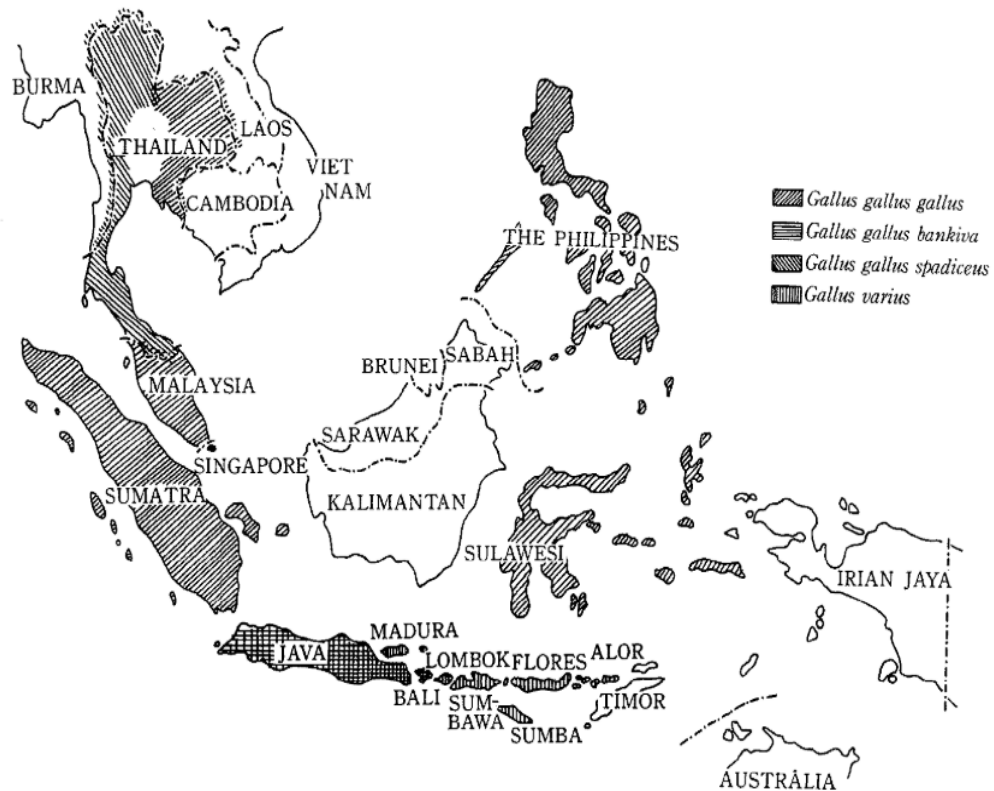 BURMA
THAILAND
LAOS
VIET
NAM
CAMBODIA
THE PHILIPPINES
Gallus gallus gallus
Gallus gallus bankiva
Gallus gallus spadiceus
Gallus varius
BRUNEI
SABAH
MALAYSIA
SARAWAK
SINGAPORE
SUMATRA
KALIMANTAN
SULAWESI
IRIAN JAYA
MADURA
JAVA
LOMBOK
FLORES
ALOR
BALI
SUM-
BAWA
TIMOR
SUMBA
AUSTRÂLIA